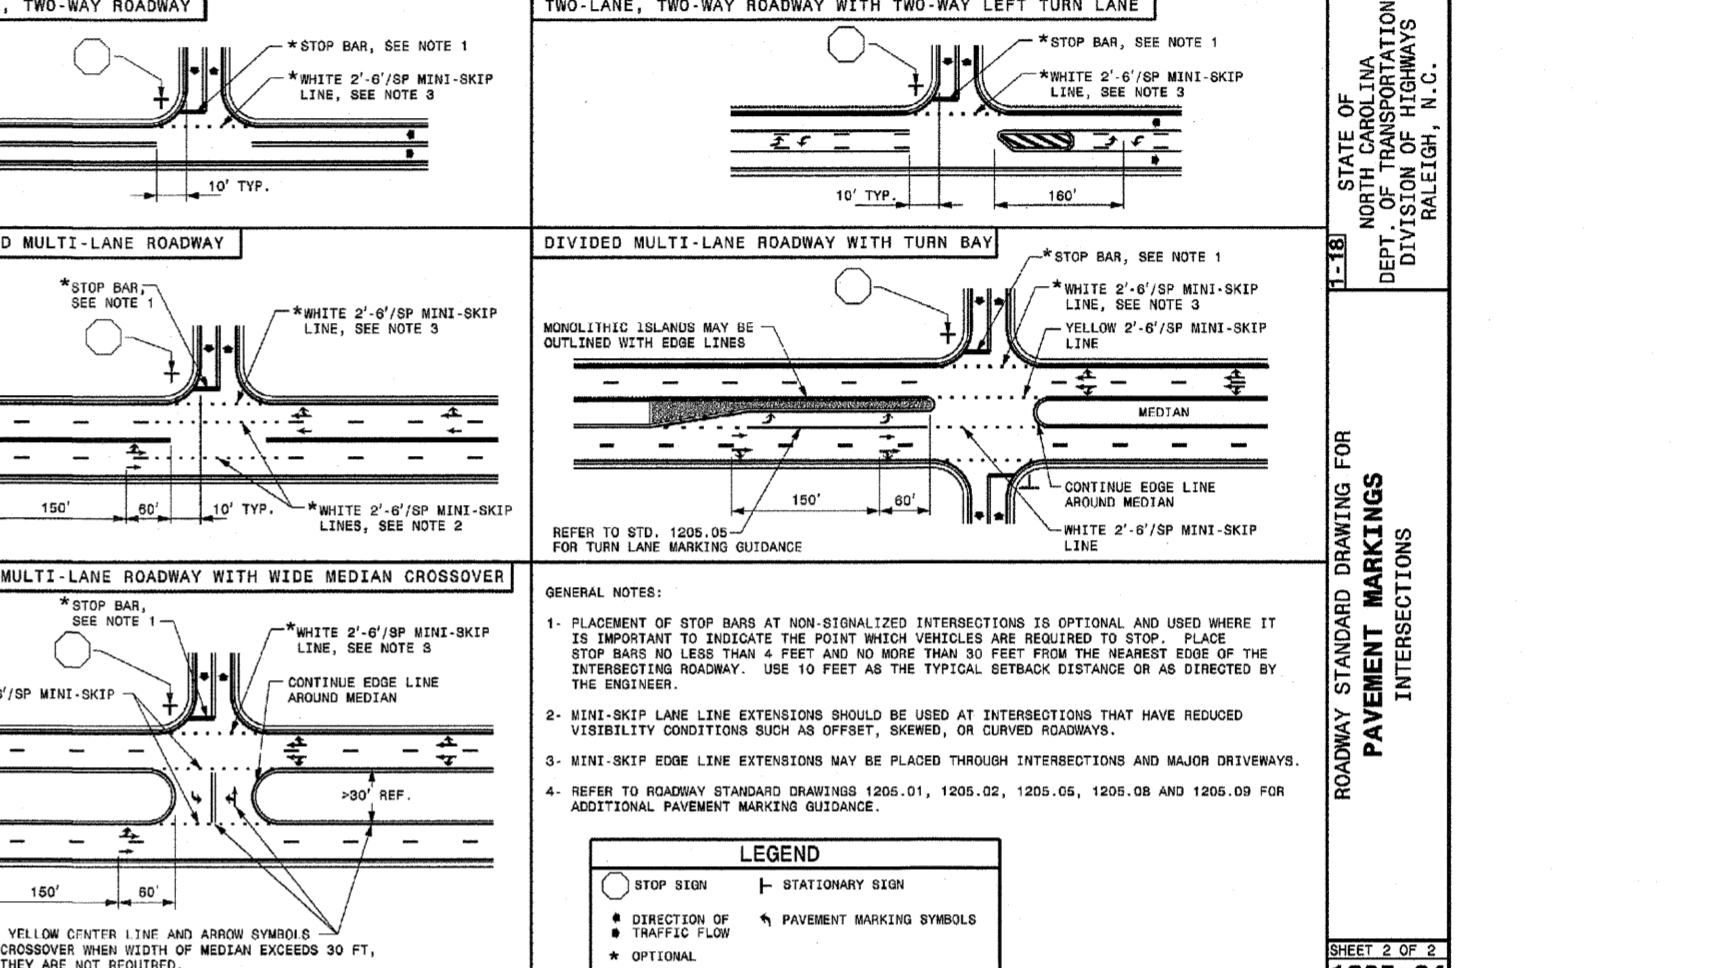 , TWO-WAY ROADWAY
*STOP BAR, SEE NOTE 1
*WHITE 2'-6'/SP MINI-SKIP
LINE, SEE NOTE 3
10' TYP.
TWO-LANE, TWO-WAY ROADWAY WITH TWO-WAY LEFT TURN LANE
*STOP BAR, SEE NOTE 1
*WHITE 2'-6'/SP MINI-SKIP
LINE, SEE NOTE 3
10' TYP.
160'
D MULTI-LANE ROADWAY
*STOP BAR,
SEE NOTE 1
*WHITE 2'-6'/SP MINI-SKIP
LINE, SEE NOTE 3
150'
60'
10' TYP.
*WHITE 2'-6'/SP MINI-SKIP
LINES, SEE NOTE 2
DIVIDED MULTI-LANE ROADWAY WITH TURN BAY
*STOP BAR, SEE NOTE 1
*WHITE 2'-6'/SP MINI-SKIP
LINE, SEE NOTE 3
MONOLITHIC ISLANDS MAY BE
OUTLINED WITH EDGE LINES
YELLOW 2'-6'/SP MINI-SKIP
LINE
MEDIAN
150'
60'
CONTINUE EDGE LINE
AROUND MEDIAN
REFER TO STD. 1205.05
FOR TURN LANE MARKING GUIDANCE
WHITE 2'-6'/SP MINI-SKIP
LINE
MULTI-LANE ROADWAY WITH WIDE MEDIAN CROSSOVER
*STOP BAR,
SEE NOTE 1
*WHITE 2'-6'/SP MINI-SKIP
LINE, SEE NOTE 3
6'/SP MINI-SKIP
CONTINUE EDGE LINE
AROUND MEDIAN
>30' REF.
150'
60'
YELLOW CENTER LINE AND ARROW SYMBOLS
CROSSOVER WHEN WIDTH OF MEDIAN EXCEEDS 30 FT,
THEY ARE NOT REQUIRED.
GENERAL NOTES:
1- PLACEMENT OF STOP BARS AT NON-SIGNALIZED INTERSECTIONS IS OPTIONAL AND USED WHERE IT
IS IMPORTANT TO INDICATE THE POINT WHICH VEHICLES ARE REQUIRED TO STOP. PLACE
STOP BARS NO LESS THAN 4 FEET AND NO MORE THAN 30 FEET FROM THE NEAREST EDGE OF THE
INTERSECTING ROADWAY. USE 10 FEET AS THE TYPICAL SETBACK DISTANCE OR AS DIRECTED BY
THE ENGINEER.
2- MINI-SKIP LANE LINE EXTENSIONS SHOULD BE USED AT INTERSECTIONS THAT HAVE REDUCED
VISIBILITY CONDITIONS SUCH AS OFFSET, SKEWED, OR CURVED ROADWAYS.
3- MINI-SKIP EDGE LINE EXTENSIONS MAY BE PLACED THROUGH INTERSECTIONS AND MAJOR DRIVEWAYS.
4- REFER TO ROADWAY STANDARD DRAWINGS 1205.01, 1205.02, 1205.05, 1205.08 AND 1205.09 FOR
ADDITIONAL PAVEMENT MARKING GUIDANCE.
LEGEND
STOP SIGN
STATIONARY SIGN
DIRECTION OF
TRAFFIC FLOW
PAVEMENT MARKING SYMBOLS
* OPTIONAL
1-18
STATE OF
NORTH CAROLINA
DEPT. OF TRANSPORTATION
DIVISION OF HIGHWAYS
RALEIGH, N.C.
ROADWAY STANDARD DRAWING FOR
PAVEMENT MARKINGS
INTERSECTIONS
SHEET 2 OF 2